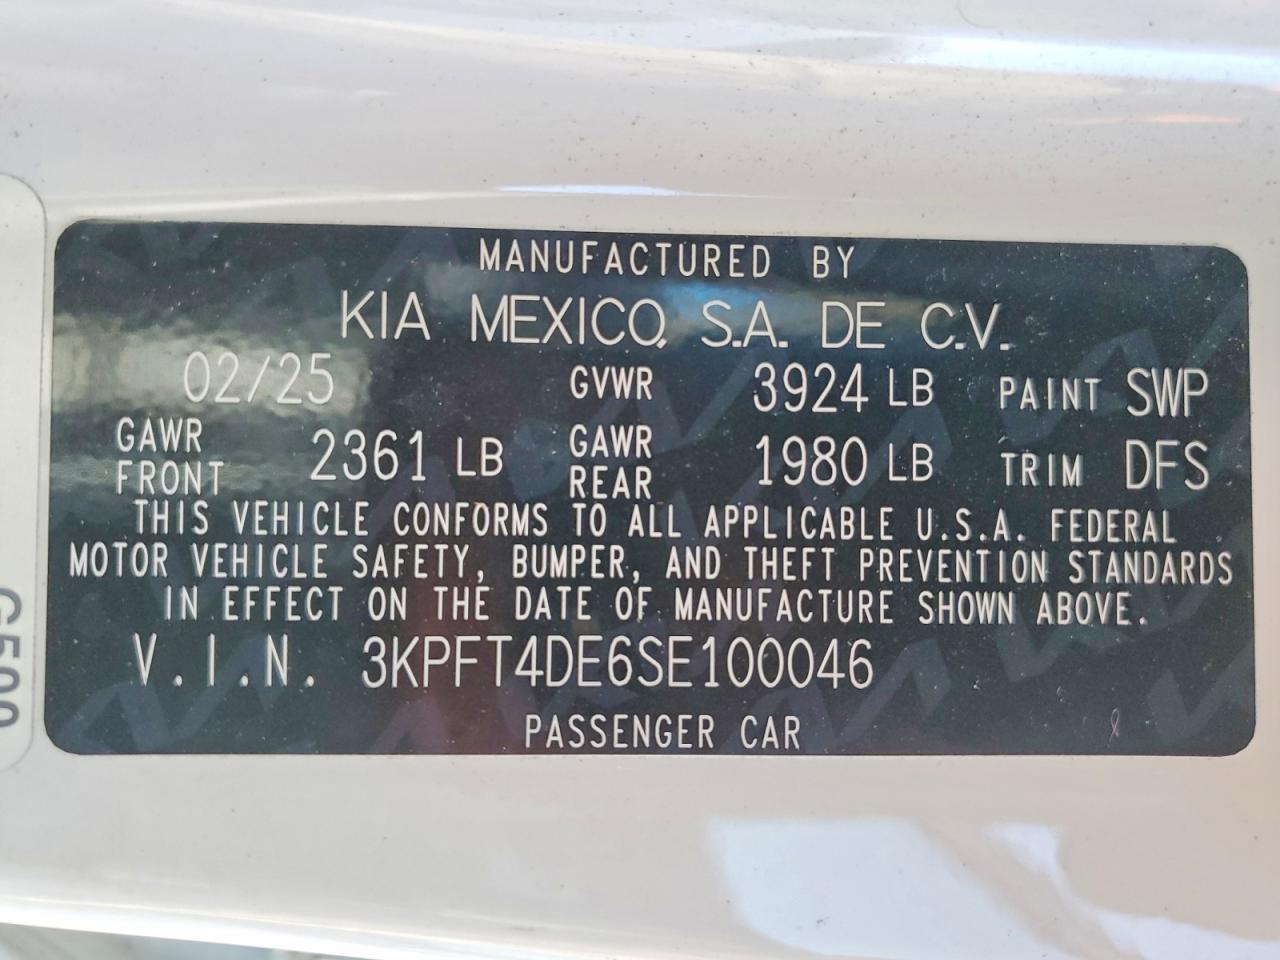 MANUFACTURED BY
KIA MEXICO, S.A. DE C.V.
02/25 GVWR 3924 LB PAINT SWP
GAWR FRONT 2361 LB GAWR REAR 1980 LB TRIM DFS
THIS VEHICLE CONFORMS TO ALL APPLICABLE U.S.A. FEDERAL
MOTOR VEHICLE SAFETY, BUMPER, AND THEFT PREVENTION STANDARDS
IN EFFECT ON THE DATE OF MANUFACTURE SHOWN ABOVE.
V.I.N. 3KPFT4DE6SE100046
PASSENGER CAR